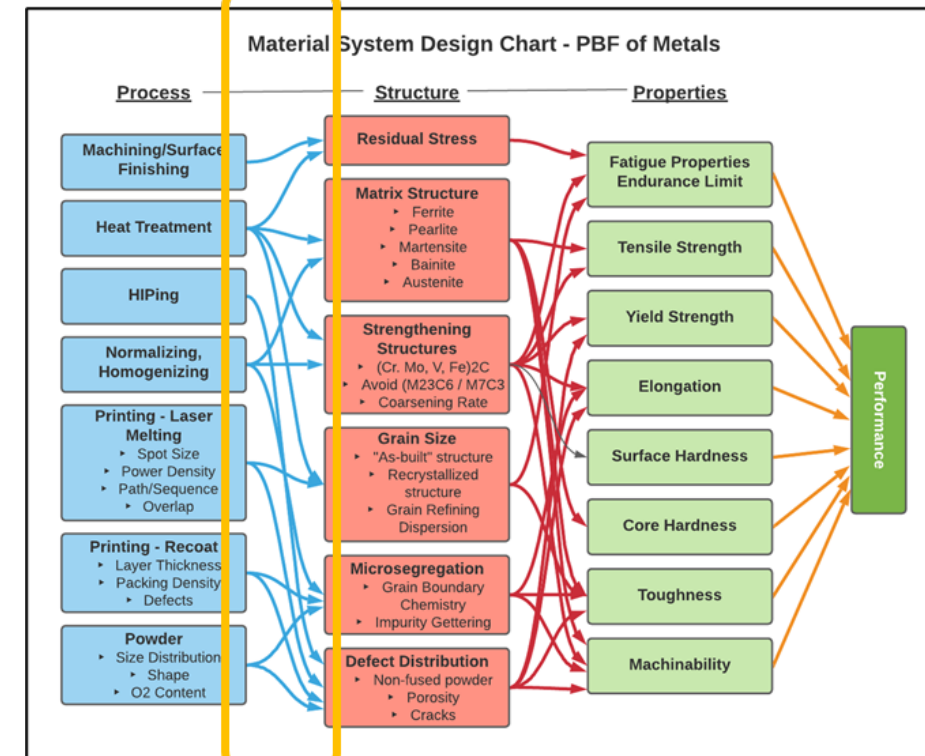 Material System Design Chart - PBF of Metals
Process
Structure
Properties
Machining/Surface
Finishing
Heat Treatment
HIPing
Normalizing,
Homogenizing
Printing - Laser
Melting
‣ Spot Size
‣ Power Density
‣ Path/Sequence
‣ Overlap
Printing - Recoat
‣ Layer Thickness
‣ Packing Density
‣ Defects
Powder
‣ Size Distribution
‣ Shape
‣ O2 Content
Residual Stress
Matrix Structure
‣ Ferrite
‣ Pearlite
‣ Martensite
‣ Bainite
‣ Austenite
Strengthening
Structures
‣ (Cr. Mo, V, Fe)2C
‣ Avoid (M23C6 / M7C3
‣ Coarsening Rate
Grain Size
‣ "As-built" structure
‣ Recrystallized
structure
‣ Grain Refining
Dispersion
Microsegregation
‣ Grain Boundary
Chemistry
‣ Impurity Gettering
Defect Distribution
‣ Non-fused powder
‣ Porosity
‣ Cracks
Fatigue Properties
Endurance Limit
Tensile Strength
Yield Strength
Elongation
Surface Hardness
Core Hardness
Toughness
Machinability
Performance